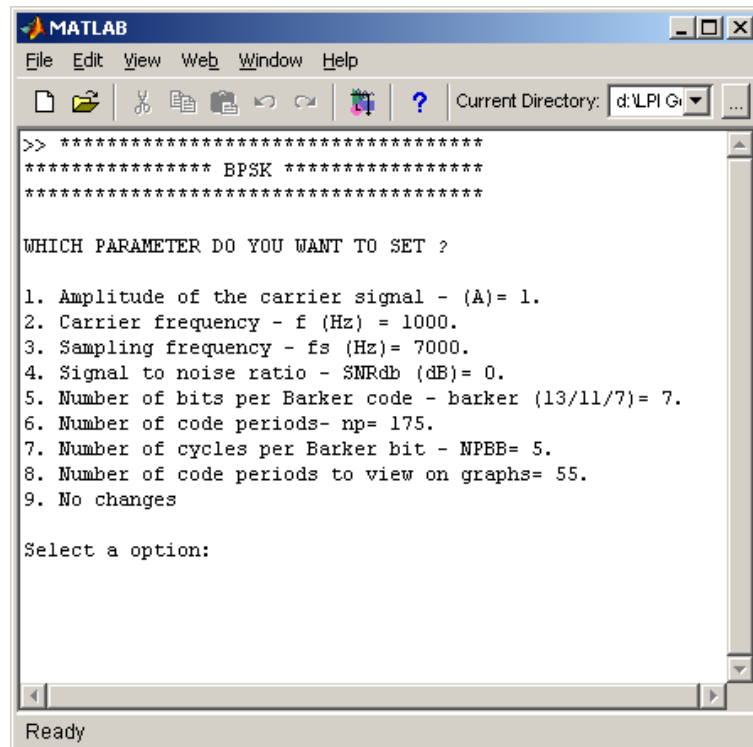 MATLAB
File Edit View Web Window Help
? Current Directory: d:\LPI G ...
>> ************************************
**************** BPSK *****************
***************************************
WHICH PARAMETER DO YOU WANT TO SET ?
1. Amplitude of the carrier signal - (A)= 1.
2. Carrier frequency - f (Hz) = 1000.
3. Sampling frequency - fs (Hz)= 7000.
4. Signal to noise ratio - SNRdb (dB)= 0.
5. Number of bits per Barker code - barker (13/11/7)= 7.
6. Number of code periods- np= 175.
7. Number of cycles per Barker bit - NPBB= 5.
8. Number of code periods to view on graphs= 55.
9. No changes
Select a option:
Ready